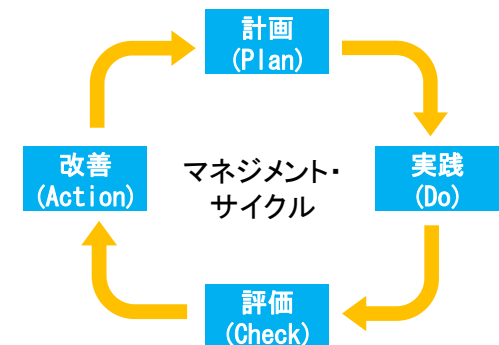 計画
(Plan)
実践
(Do)
評価
(Check)
改善
(Action)
マネジメント・
サイクル